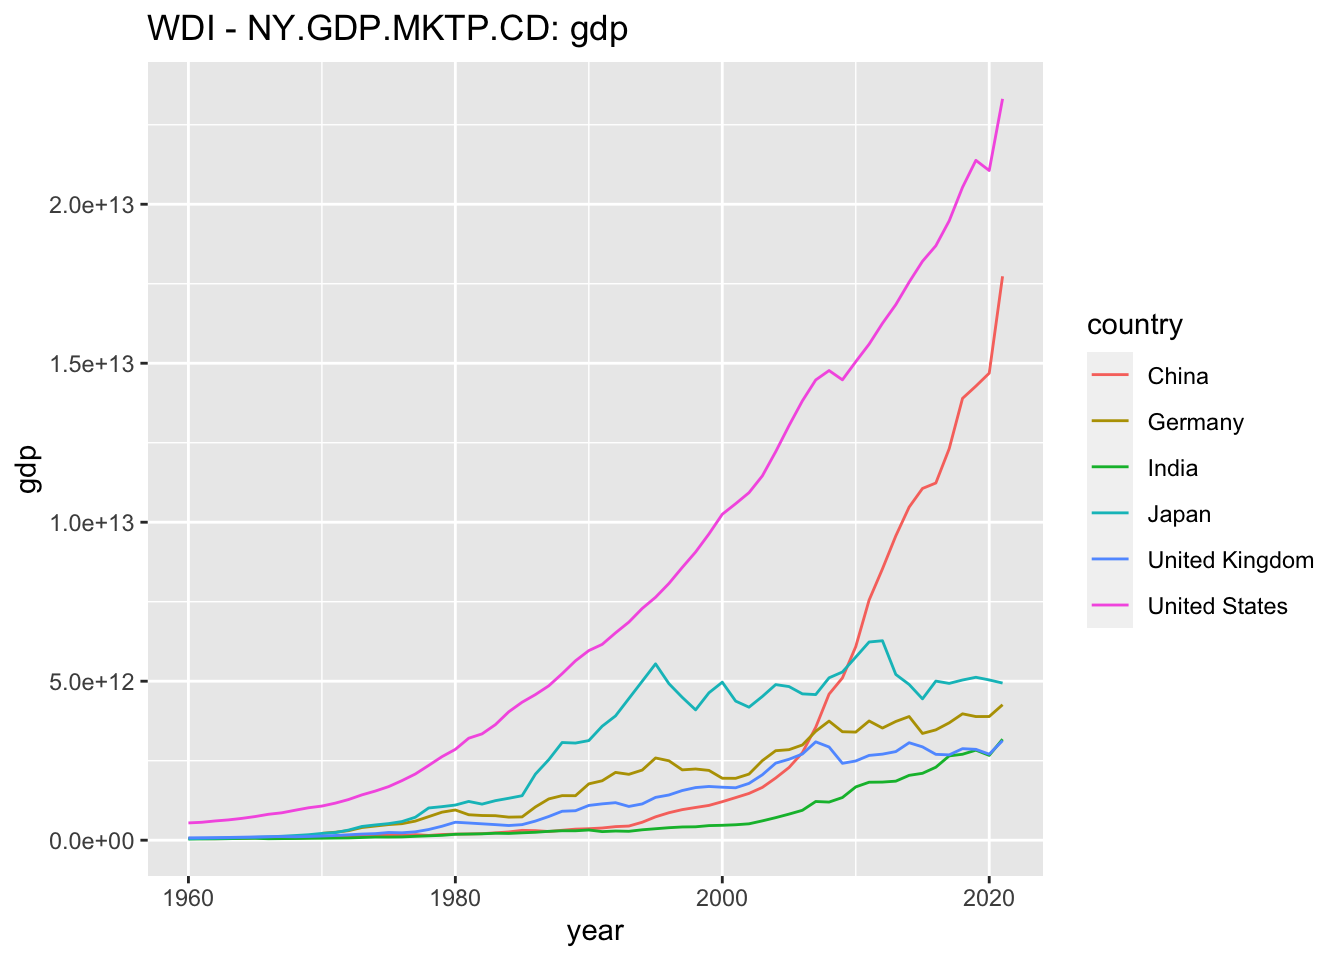 WDI - NY.GDP.MKTP.CD: gdp
2.0e+13
1.5e+13
1.0e+13
5.0e+12
0.0e+00
gdp
1960
1980
2000
2020
year
country
China
Germany
India
Japan
United Kingdom
United States